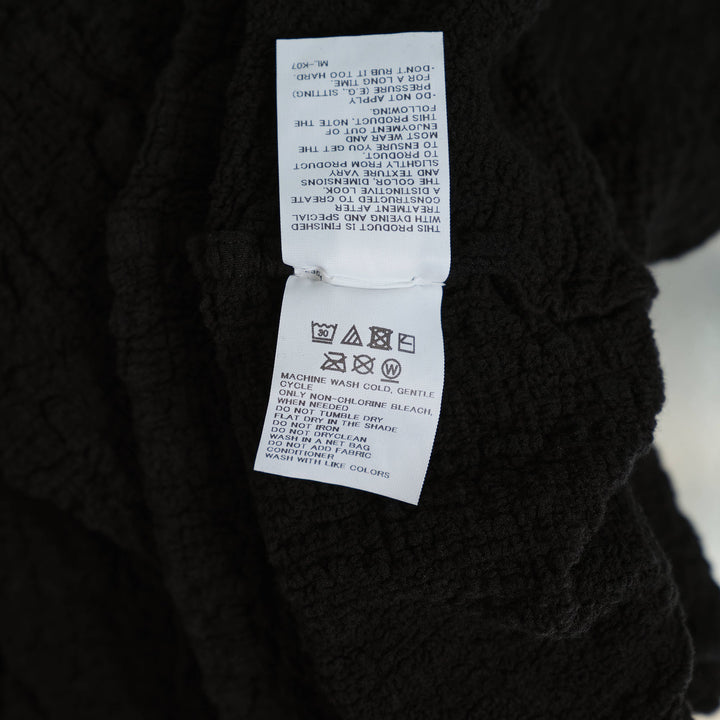 THIS PRODUCT IS FINISHED
WITH DYEING AND SPECIAL
TREATMENT AFTER
CONSTRUCTED TO CREATE
A DISTINCTIVE LOOK.
THE COLOR, DIMENSIONS
AND TEXTURE VARY
SLIGHTLY FROM PRODUCT
TO PRODUCT.
TO ENSURE YOU GET THE
MOST WEAR AND
ENJOYMENT OUT OF
THIS PRODUCT, NOTE THE
FOLLOWING.
·DO NOT APPLY
PRESSURE (E.G., SITTING)
FOR A LONG TIME.
·DON'T RUB IT TOO HARD.
ML-K07
30
W
MACHINE WASH COLD, GENTLE
CYCLE
ONLY NON-CHLORINE BLEACH,
WHEN NEEDED
DO NOT TUMBLE DRY
FLAT DRY IN THE SHADE
DO NOT IRON
DO NOT DRYCLEAN
WASH IN A NET BAG
DO NOT ADD FABRIC
CONDITIONER
WASH WITH LIKE COLORS